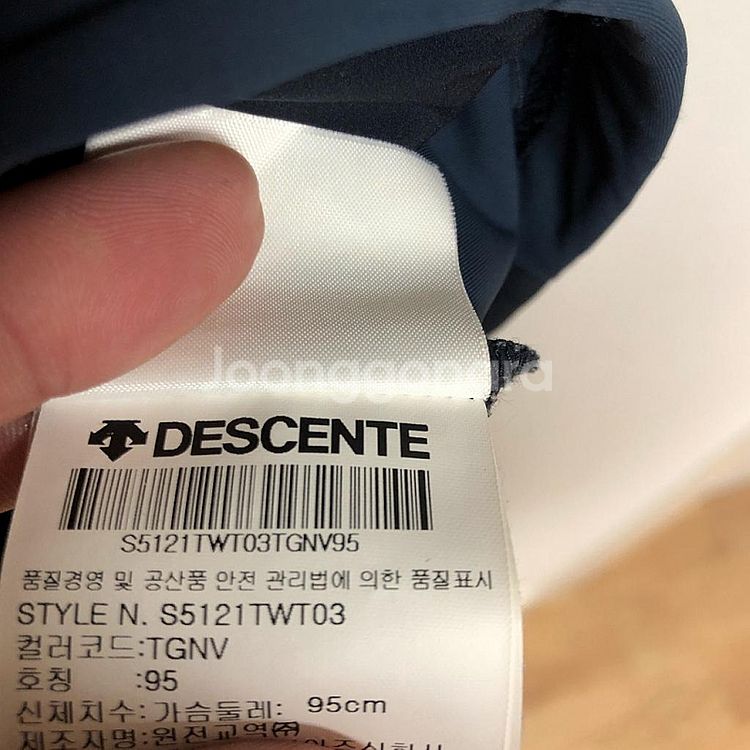 Joonggonara
DESCENTE
S5121TWT03TGNV95
품질경영 및 공산품 안전 관리법에 의한 품질표시
STYLE N. S5121TWT03
컬러코드:TGNV
호칭 :95
신체치수:가슴둘레: 95cm
제조자명:원전교역㈜